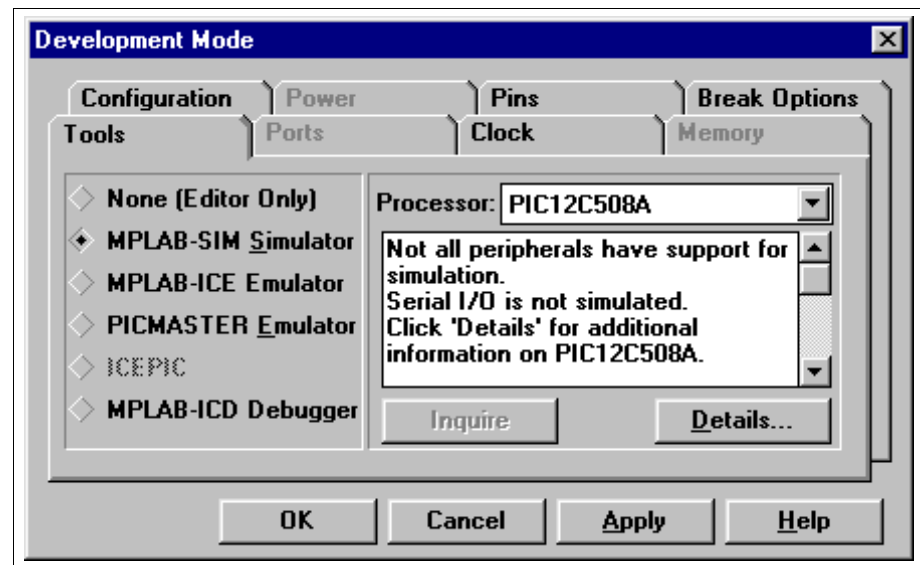 Development Mode
Configuration Power Pins Break Options
Tools Ports Clock Memory
None (Editor Only)
MPLAB-SIM Simulator
MPLAB-ICE Emulator
PICMASTER Emulator
ICEPIC
MPLAB-ICD Debugger
Processor: PIC12C508A
Not all peripherals have support for
simulation.
Serial I/O is not simulated.
Click 'Details' for additional
information on PIC12C508A.
Inquire Details...
OK Cancel Apply Help